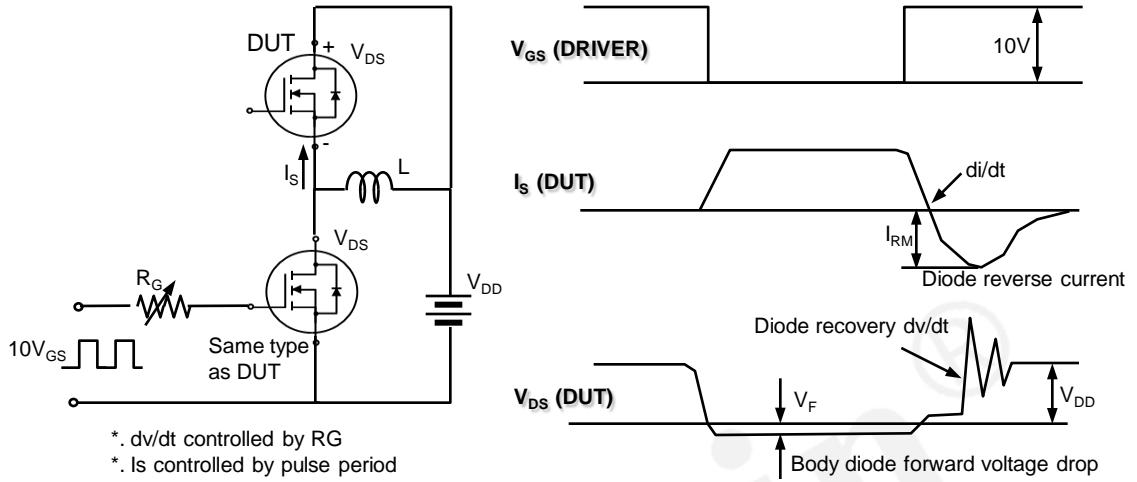 DUT
+
V_DS
-
I_S
L
V_DS
R_G
V_DD
10V_GS
Same type
as DUT
*. dv/dt controlled by RG
*. Is controlled by pulse period
V_GS (DRIVER)
10V
I_S (DUT)
di/dt
I_RM
Diode reverse current
Diode recovery dv/dt
V_DS (DUT)
V_F
V_DD
Body diode forward voltage drop